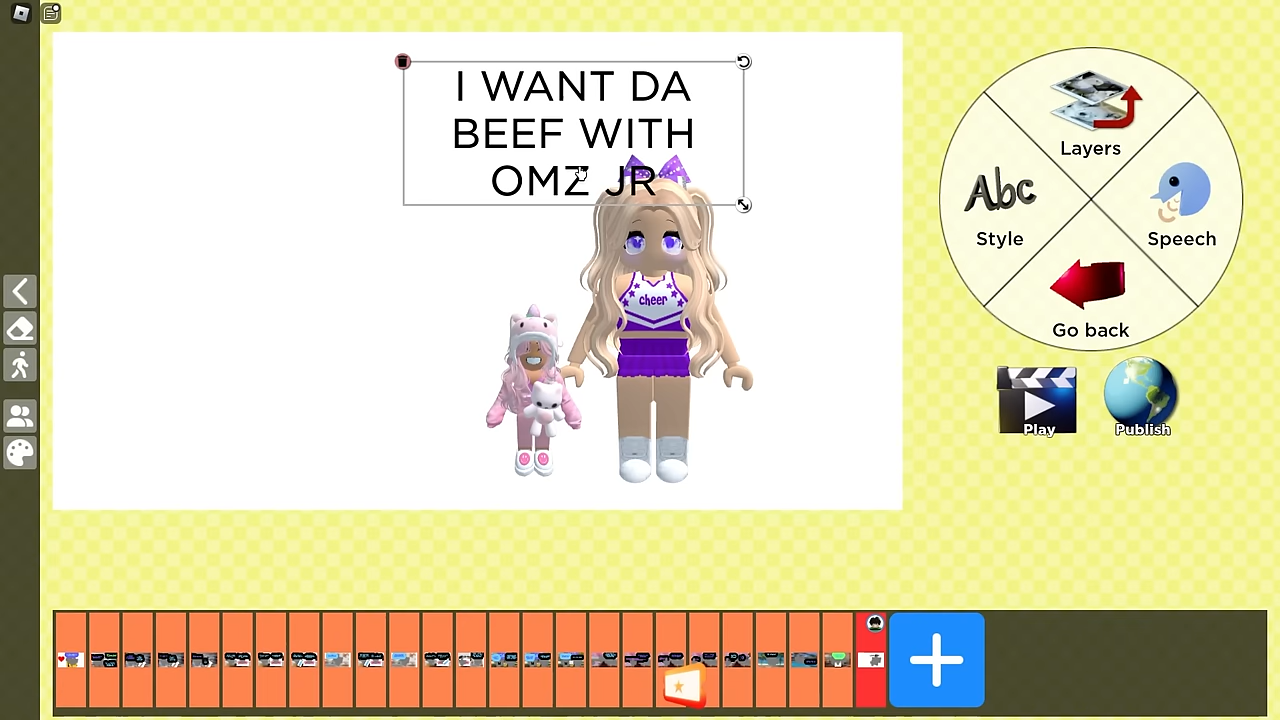 I WANT DA
BEEF WITH
OMZ JR
cheer
Layers
Abc
Style
Speech
Go back
Play
Publish